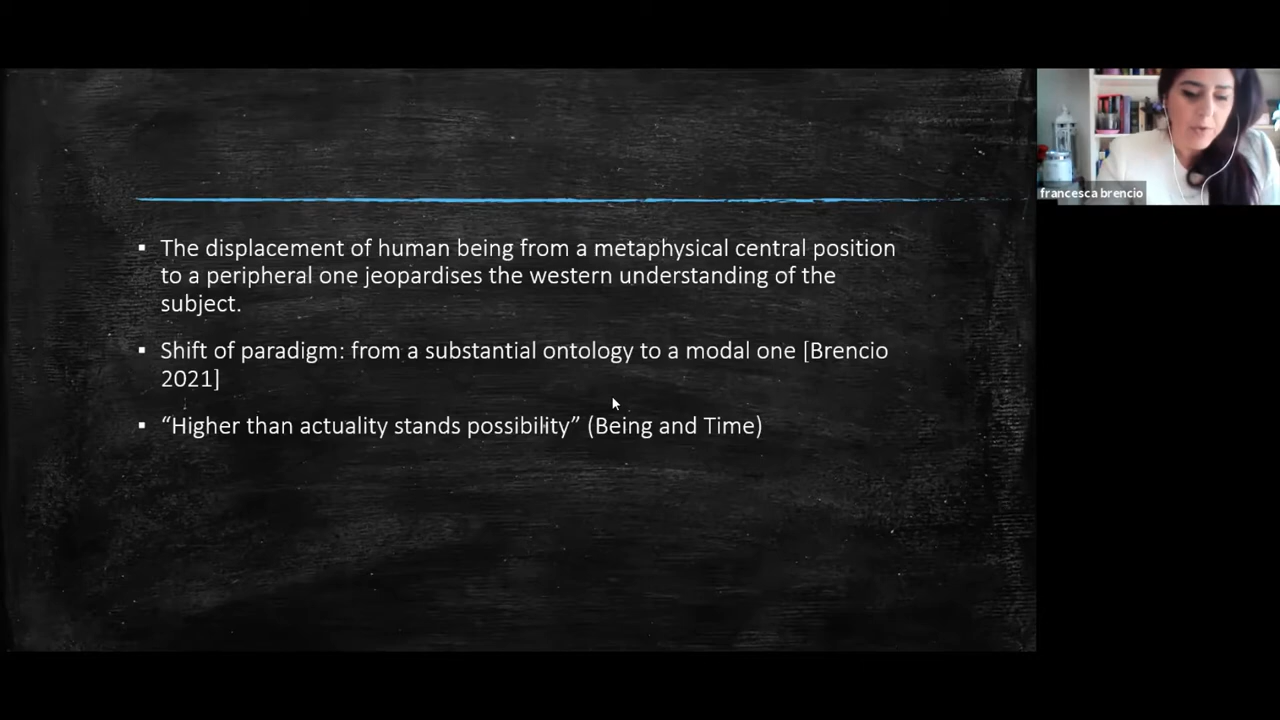 ▪ The displacement of human being from a metaphysical central position
to a peripheral one jeopardises the western understanding of the
subject.
▪ Shift of paradigm: from a substantial ontology to a modal one [Brencio
2021]
▪ “Higher than actuality stands possibility” (Being and Time)
francesca brencio